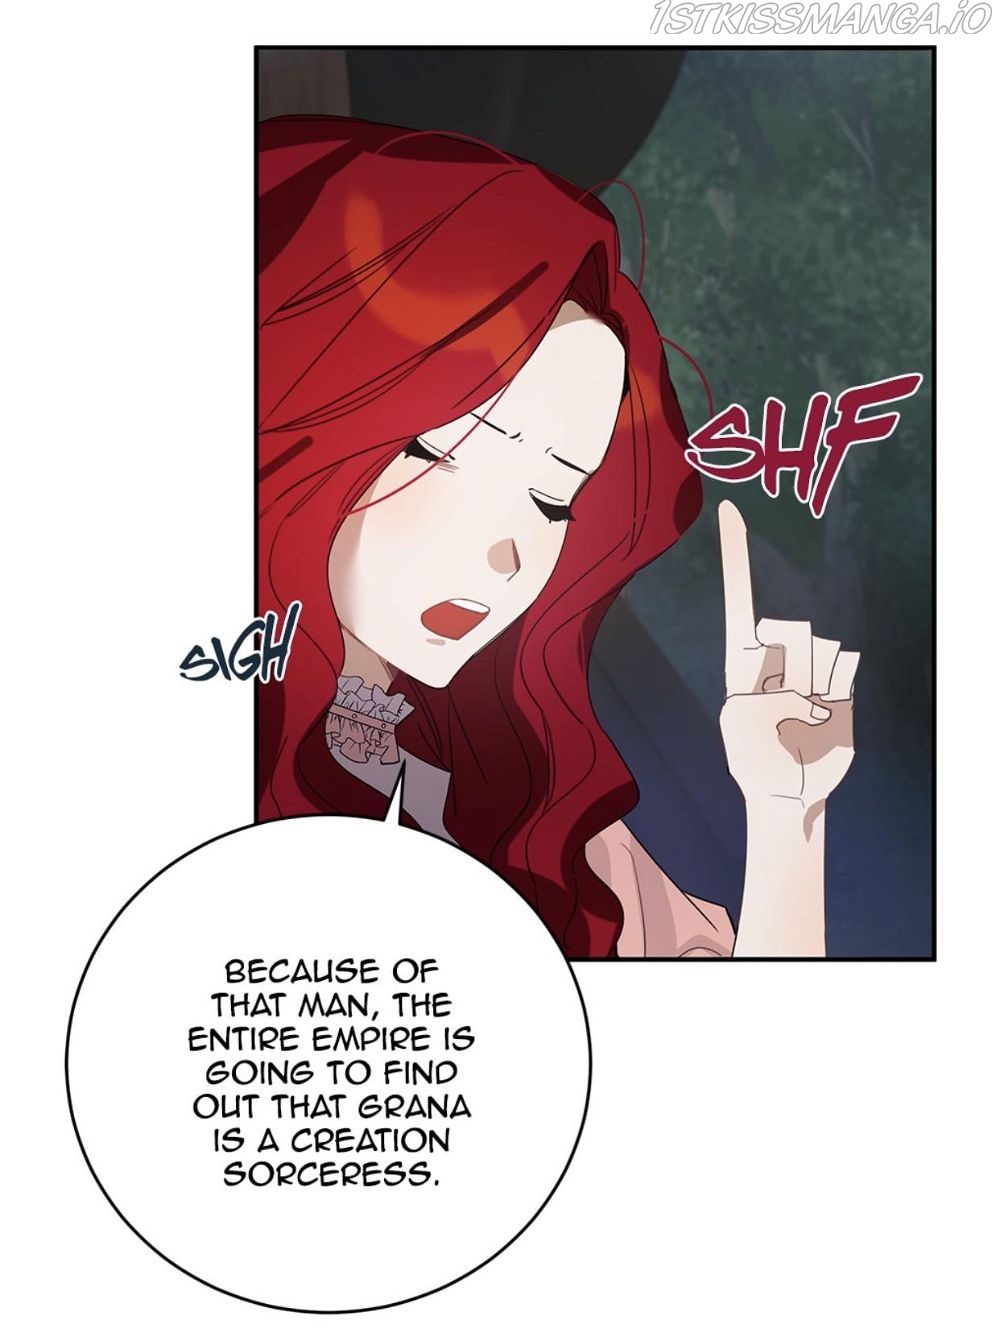 1STKISSMANGA.IO
SHF
SIGH
BECAUSE OF
THAT MAN, THE
ENTIRE EMPIRE IS
GOING TO FIND
OUT THAT GRANA
IS A CREATION
SORCERESS.